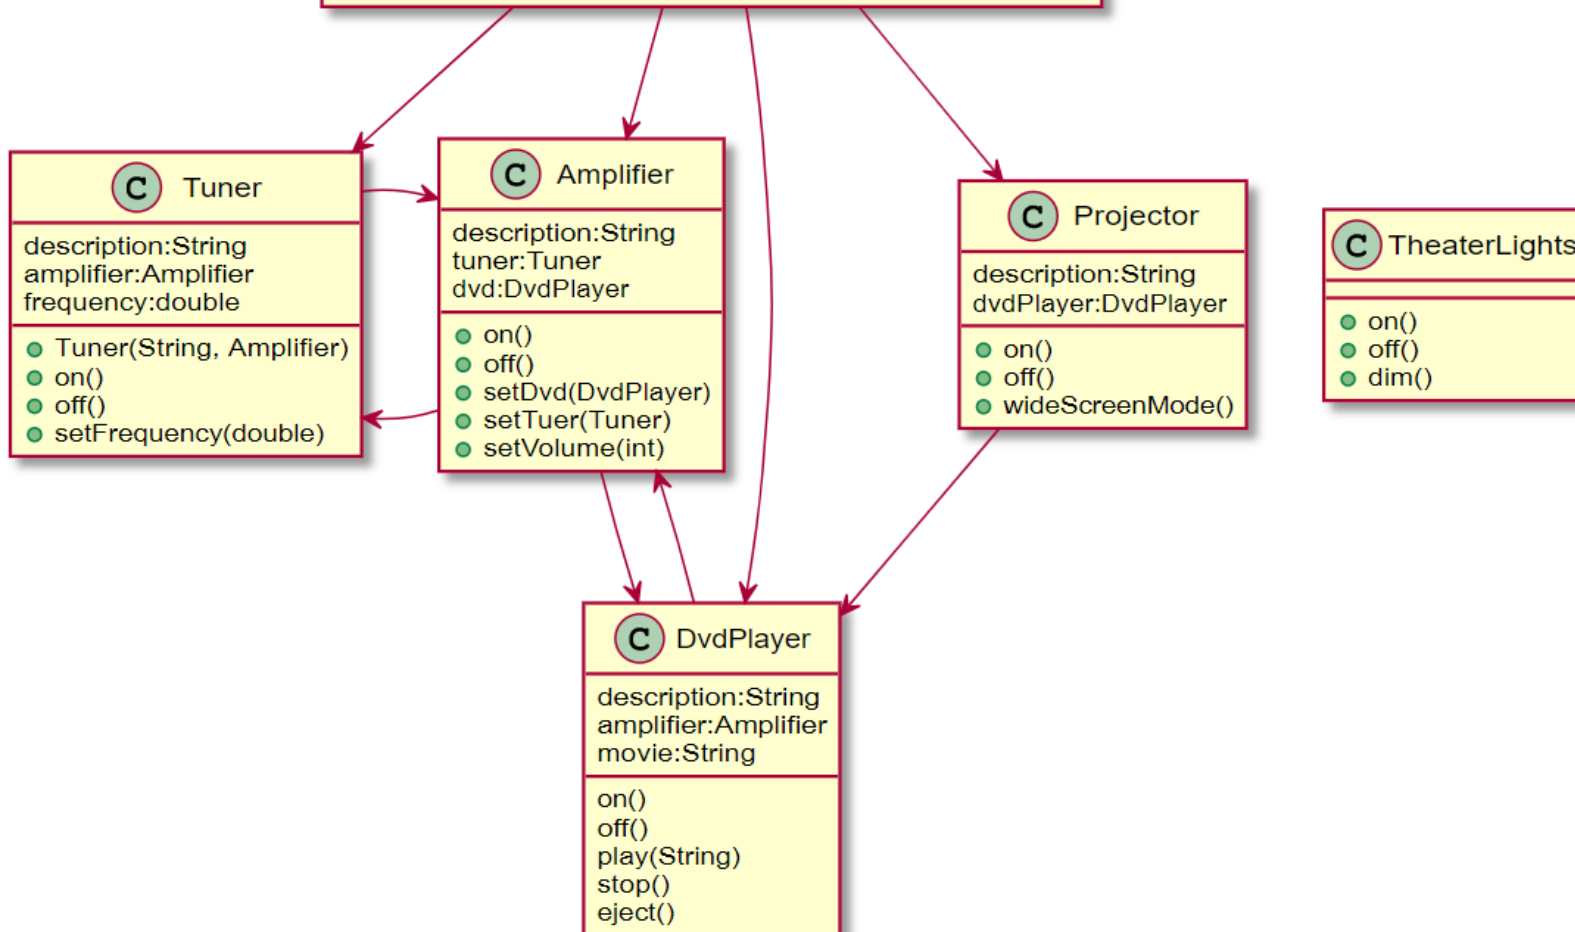 C Tuner
description:String
amplifier:Amplifier
frequency:double
Tuner(String, Amplifier)
on()
off()
setFrequency(double)
C Amplifier
description:String
tuner:Tuner
dvd:DvdPlayer
on()
off()
setDvd(DvdPlayer)
setTuer(Tuner)
setVolume(int)
C Projector
description:String
dvdPlayer:DvdPlayer
on()
off()
wideScreenMode()
C TheaterLights
on()
off()
dim()
C DvdPlayer
description:String
amplifier:Amplifier
movie:String
on()
off()
play(String)
stop()
eject()